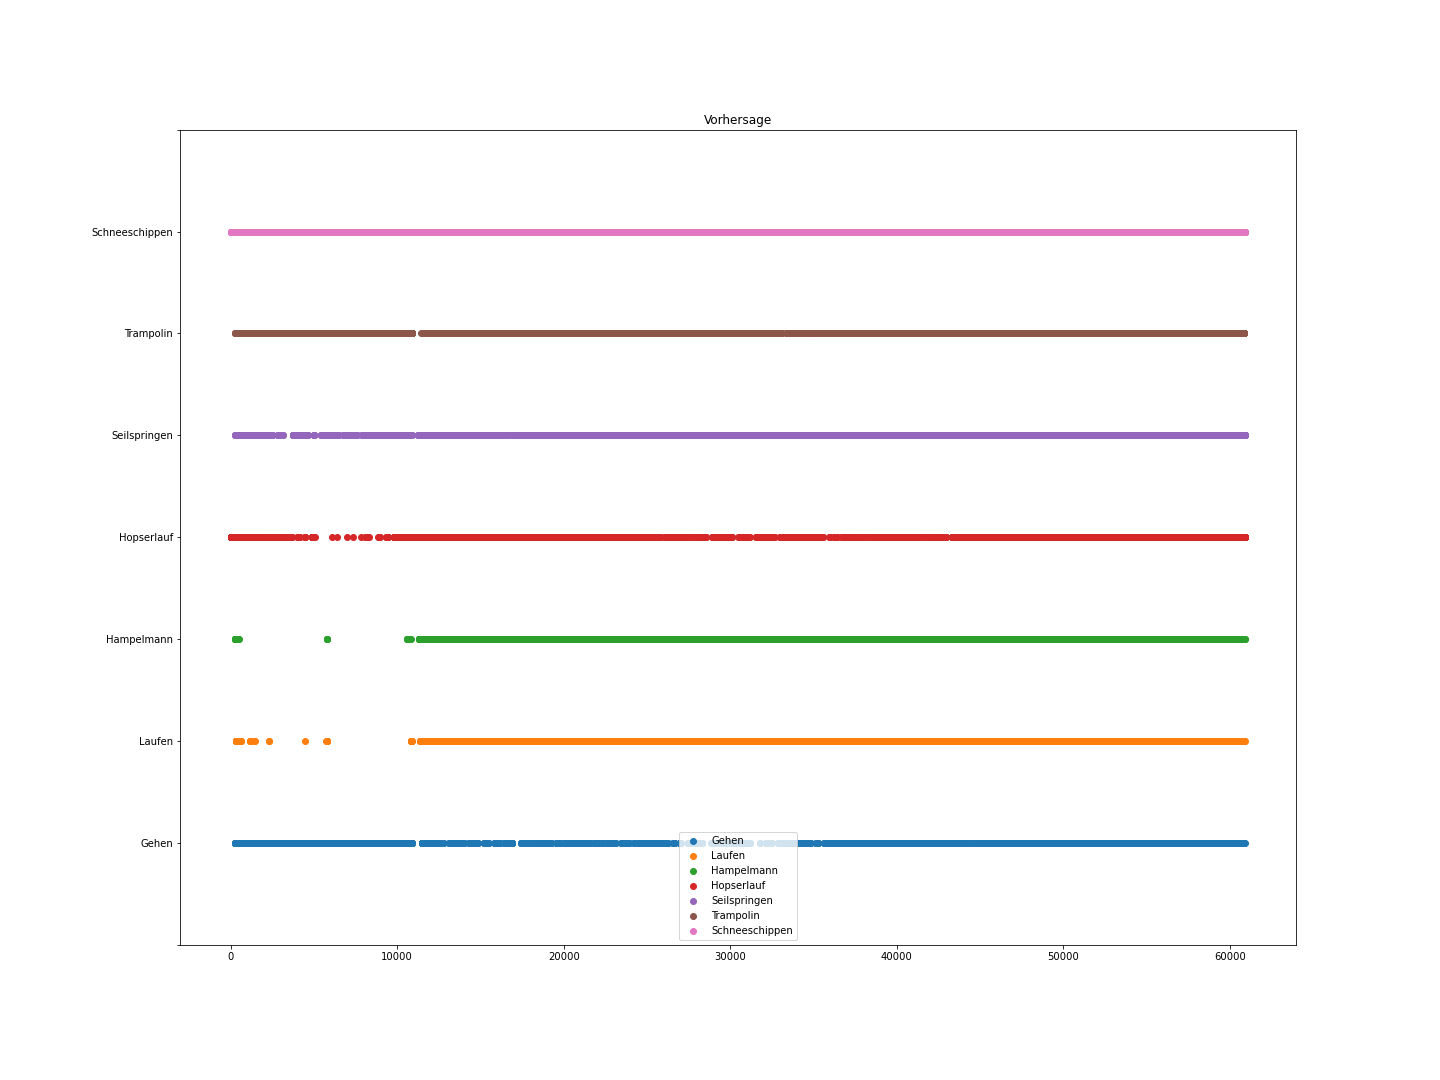 Vorhersage
Schneeschippen
Trampolin
Seilspringen
Hopserlauf
Hampelmann
Laufen
Gehen
Gehen
Laufen
Hampelmann
Hopserlauf
Seilspringen
Trampolin
Schneeschippen
0 10000 20000 30000 40000 50000 60000